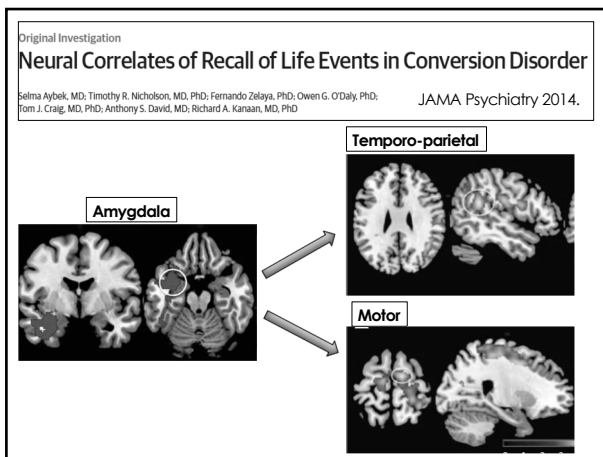 Original Investigation
Neural Correlates of Recall of Life Events in Conversion Disorder
Selma Aybek, MD; Timothy R. Nicholson, MD, PhD; Fernando Zelaya, PhD; Owen G. O'Daly, PhD;
Tom J. Craig, MD, PhD; Anthony S. David, MD; Richard A. Kanaan, MD, PhD
JAMA Psychiatry 2014.
Temporo-parietal
Amygdala
Motor